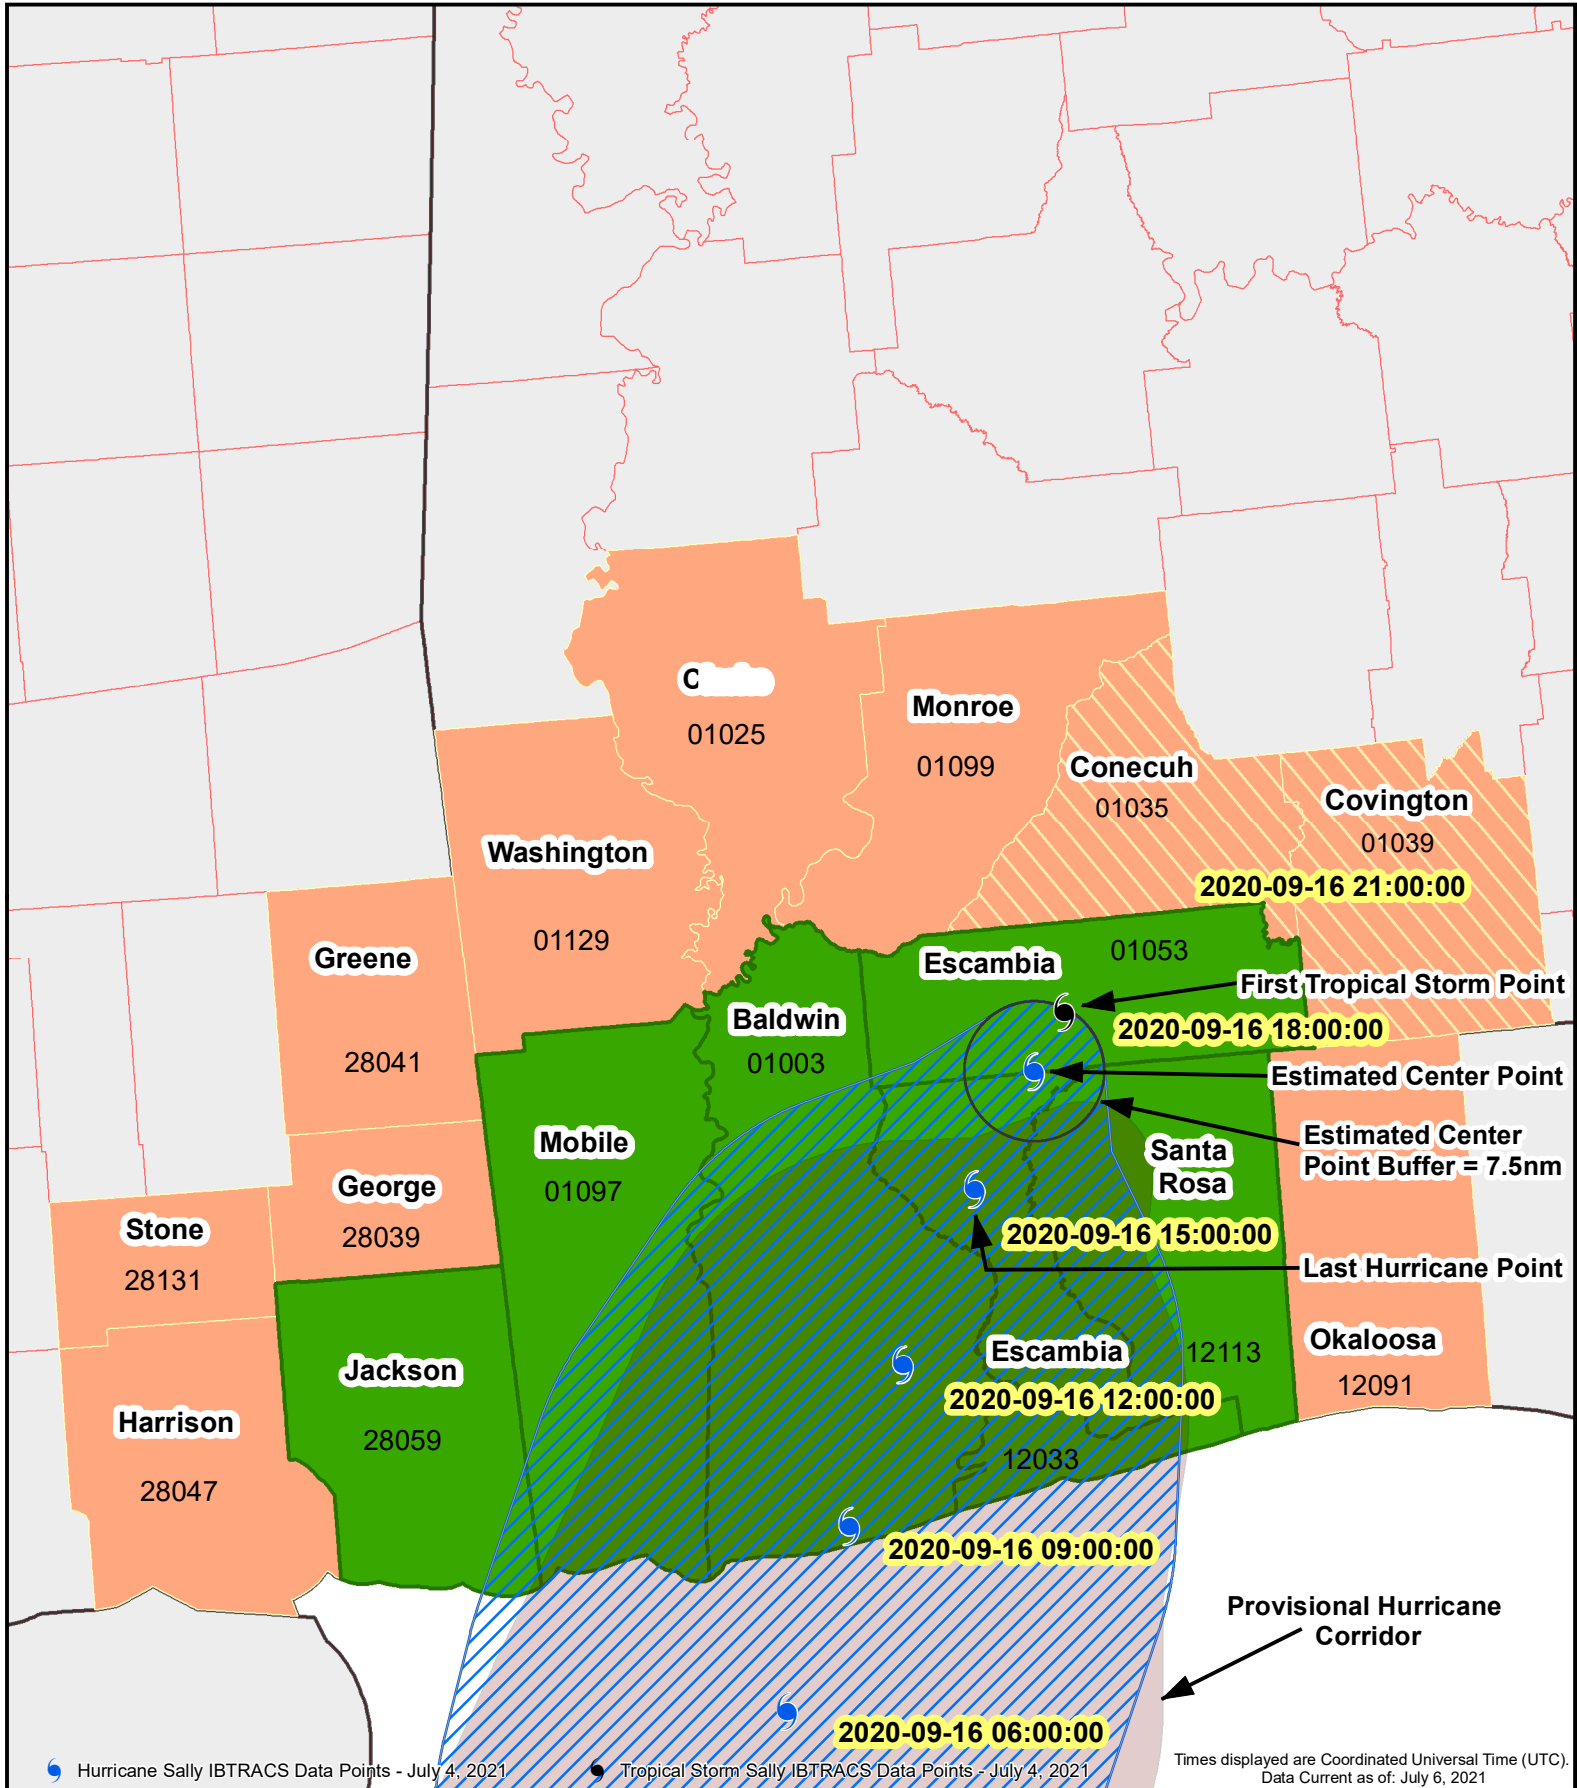 01025
Monroe
01099
Conecuh
01035
Covington
01039
2020-09-16 21:00:00
Washington
01129
Greene
28041
Escambia
01053
First Tropical Storm Point
Baldwin
01003
2020-09-16 18:00:00
Estimated Center Point
Estimated Center
Point Buffer = 7.5nm
Mobile
01097
Santa
Rosa
George
28039
Stone
28131
2020-09-16 15:00:00
Last Hurricane Point
Okaloosa
12091
Escambia
12113
2020-09-16 12:00:00
12033
Jackson
28059
Harrison
28047
2020-09-16 09:00:00
Provisional Hurricane
Corridor
2020-09-16 06:00:00
Hurricane Sally IBTRACS Data Points - July 4, 2021
Tropical Storm Sally IBTRACS Data Points - July 4, 2021
Times displayed are Coordinated Universal Time (UTC).
Data Current as of: July 6, 2021